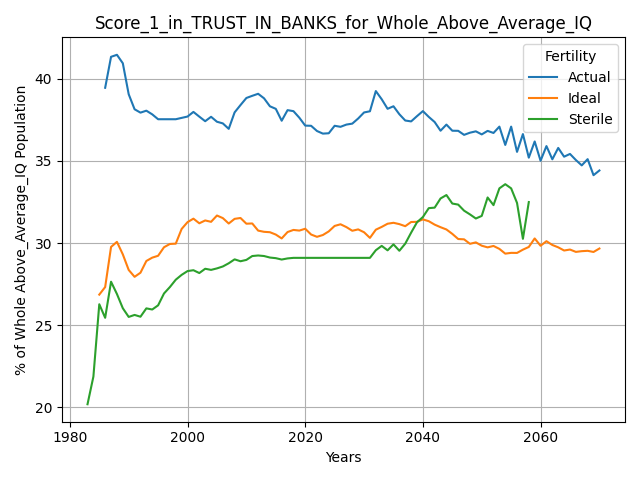 Score_1_in_TRUST_IN_BANKS_for_Whole_Above_Average_IQ
Fertility
Actual
Ideal
Sterile
% of Whole Above_Average_IQ Population
40
35
30
25
20
1980
2000
2020
2040
2060
Years